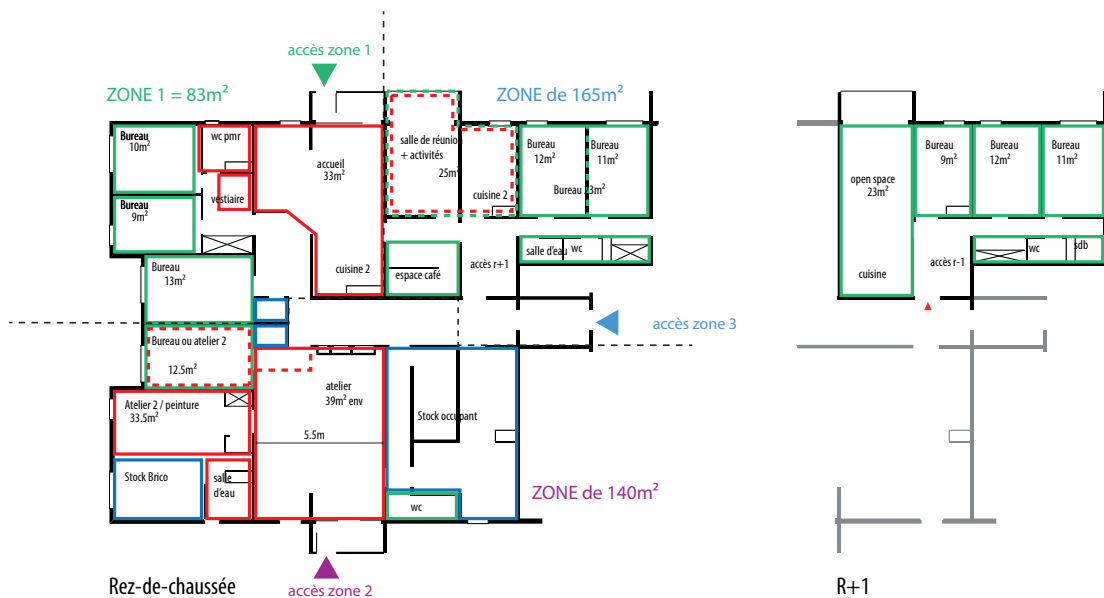 accès zone 1
ZONE 1 = 83m²
ZONE de 165m²
Bureau
10m²
wc pmr
vestiaire
Bureau
9m²
accueil
33m²
cuisine 2
salle de réunion
+ activités
25m²
cuisine 2
Bureau
12m²
Bureau
11m²
Bureau 23m²
salle d'eau
wc
espace café
accès r+1
Bureau
13m²
Bureau ou atelier 2
12.5m²
accès zone 3
Atelier 2 / peinture
33.5m²
atelier
39m² env
5.5m
Stock occupant
Stock Brico
salle
d'eau
wc
ZONE de 140m²
accès zone 2
Rez-de-chaussée
open space
23m²
cuisine
Bureau
9m²
Bureau
12m²
Bureau
11m²
accès r-1
wc
sdb
R+1